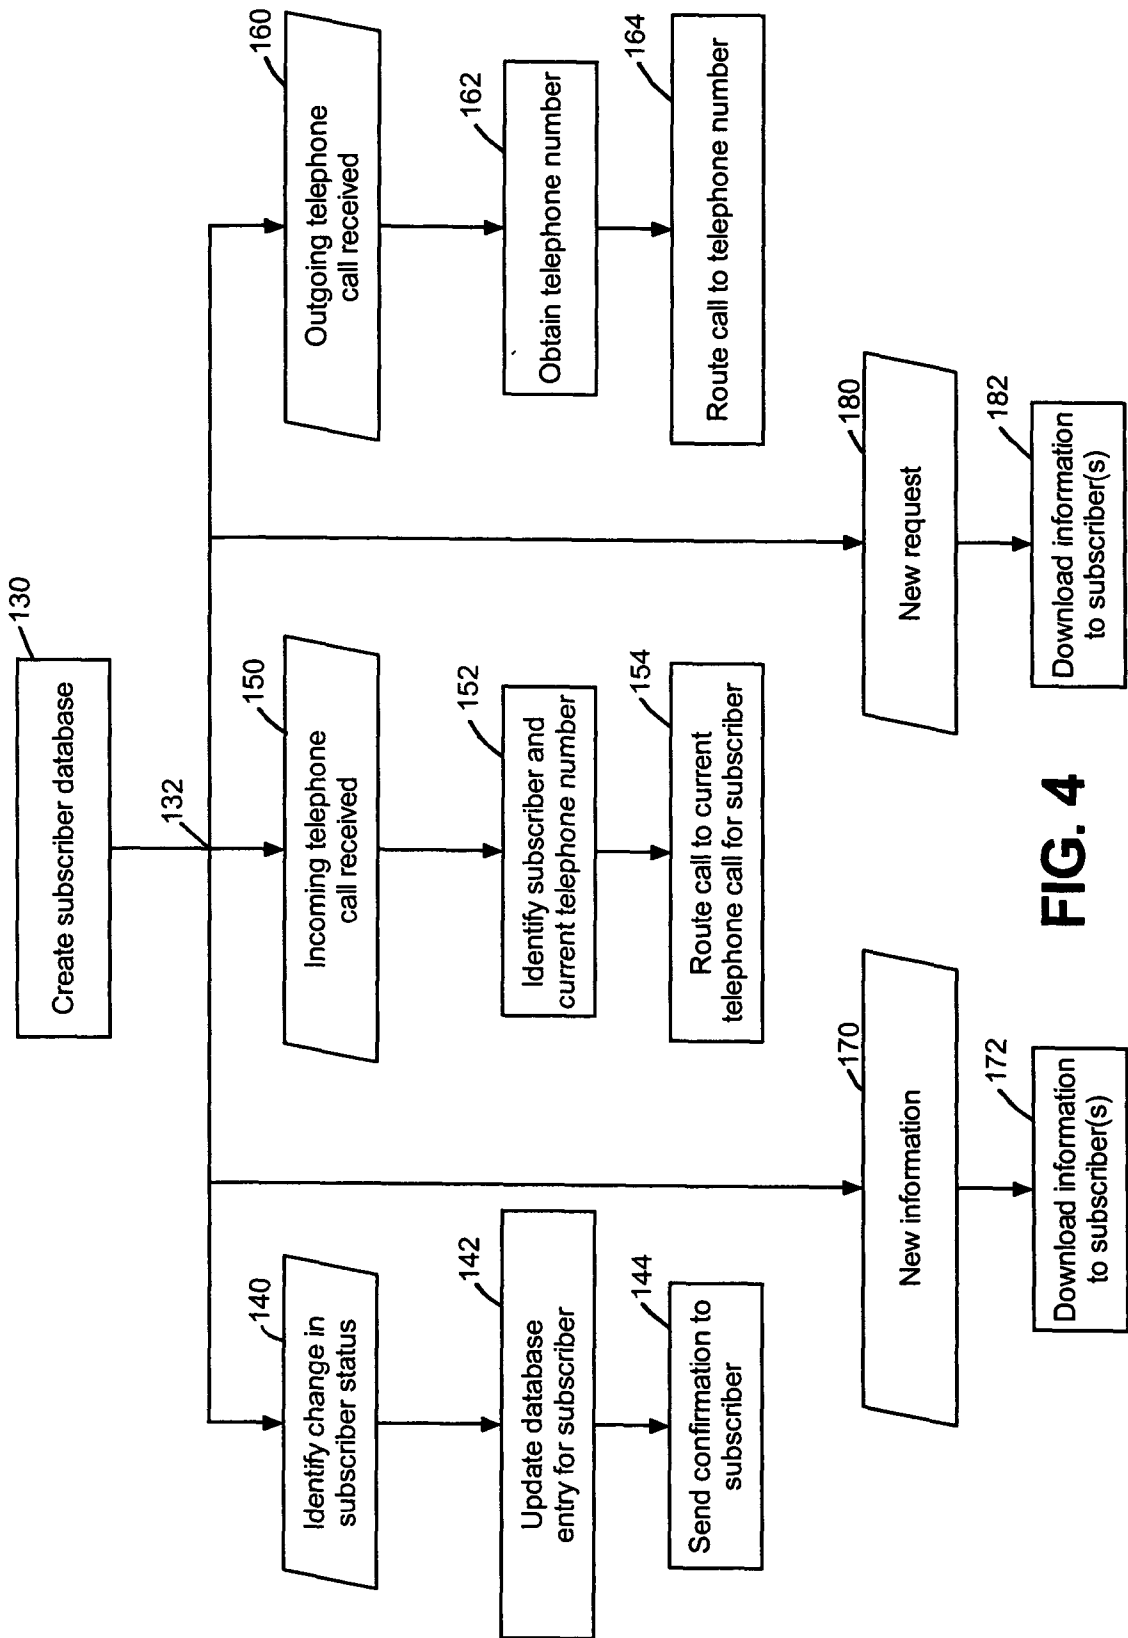 130
Create subscriber database
132
140
Identify change in
subscriber status
142
Update database
entry for subscriber
144
Send confirmation to
subscriber
150
Incoming telephone
call received
152
Identify subscriber and
current telephone number
154
Route call to current
telephone call for subscriber
160
Outgoing telephone
call received
162
Obtain telephone number
164
Route call to telephone number
170
New information
172
Download information
to subscriber(s)
180
New request
182
Download information
to subscriber(s)
FIG. 4